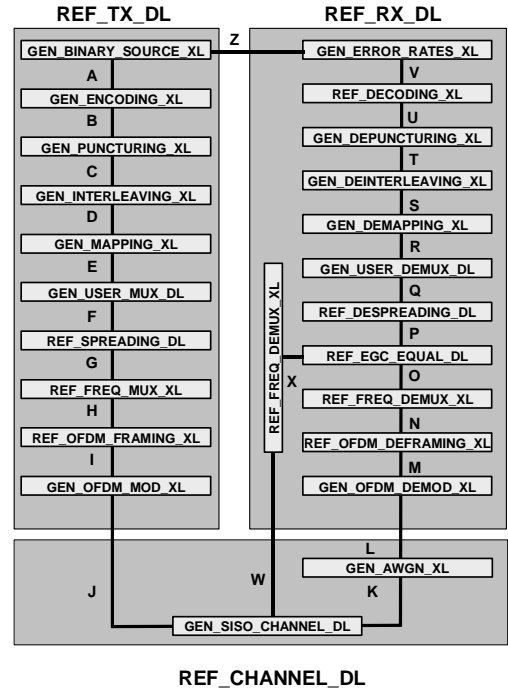 REF_TX_DL
REF_RX_DL
Z
GEN_BINARY_SOURCE_XL
A
GEN_ENCODING_XL
B
GEN_PUNCTURING_XL
C
GEN_INTERLEAVING_XL
D
GEN_MAPPING_XL
E
GEN_USER_MUX_DL
F
REF_SPREADING_DL
G
REF_FREQ_MUX_XL
H
REF_OFDM_FRAMING_XL
I
GEN_OFDM_MOD_XL
GEN_ERROR_RATES_XL
V
REF_DECODING_XL
U
GEN_DEPUNCTURING_XL
T
GEN_DEINTERLEAVING_XL
S
GEN_DEMAPPING_XL
R
GEN_USER_DEMUX_DL
Q
REF_DESPREADING_DL
P
REF_EGC_EQUAL_DL
O
REF_FREQ_DEMUX_XL
N
REF_OFDM_DEFRAMING_XL
M
GEN_OFDM_DEMOD_XL
REF_FREQ_DEMUX_XL
X
L
GEN_AWGN_XL
K
J
W
GEN_SISO_CHANNEL_DL
REF_CHANNEL_DL